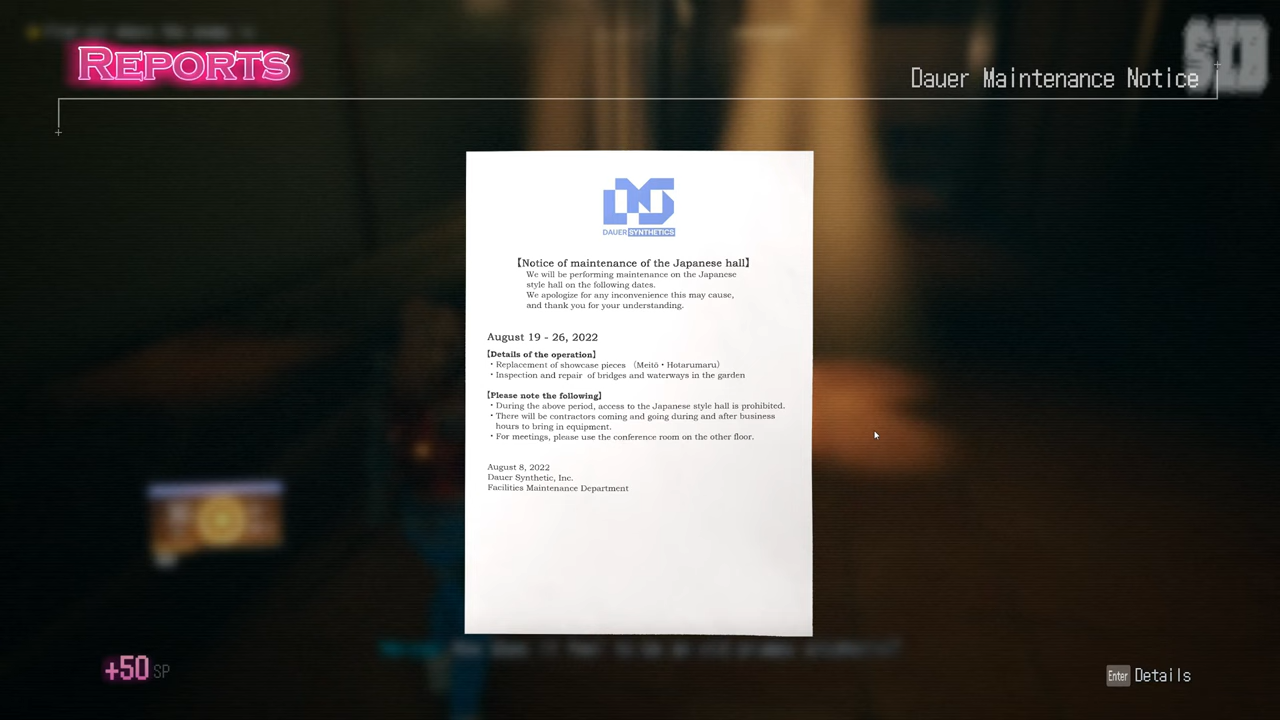 REPORTS
Dauer Maintenance Notice
DAUER SYNTHETICS
【Notice of maintenance of the Japanese hall】
We will be performing maintenance on the Japanese
style hall on the following dates.
We apologize for any inconvenience this may cause,
and thank you for your understanding.
August 19 - 26, 2022
【Details of the operation】
・Replacement of showcase pieces （Meitō・Hotarumaru）
・Inspection and repair of bridges and waterways in the garden
【Please note the following】
・During the above period, access to the Japanese style hall is prohibited.
・There will be contractors coming and going during and after business
hours to bring in equipment.
・For meetings, please use the conference room on the other floor.
August 8, 2022
Dauer Synthetic, Inc.
Facilities Maintenance Department
+50 SP
Enter Details